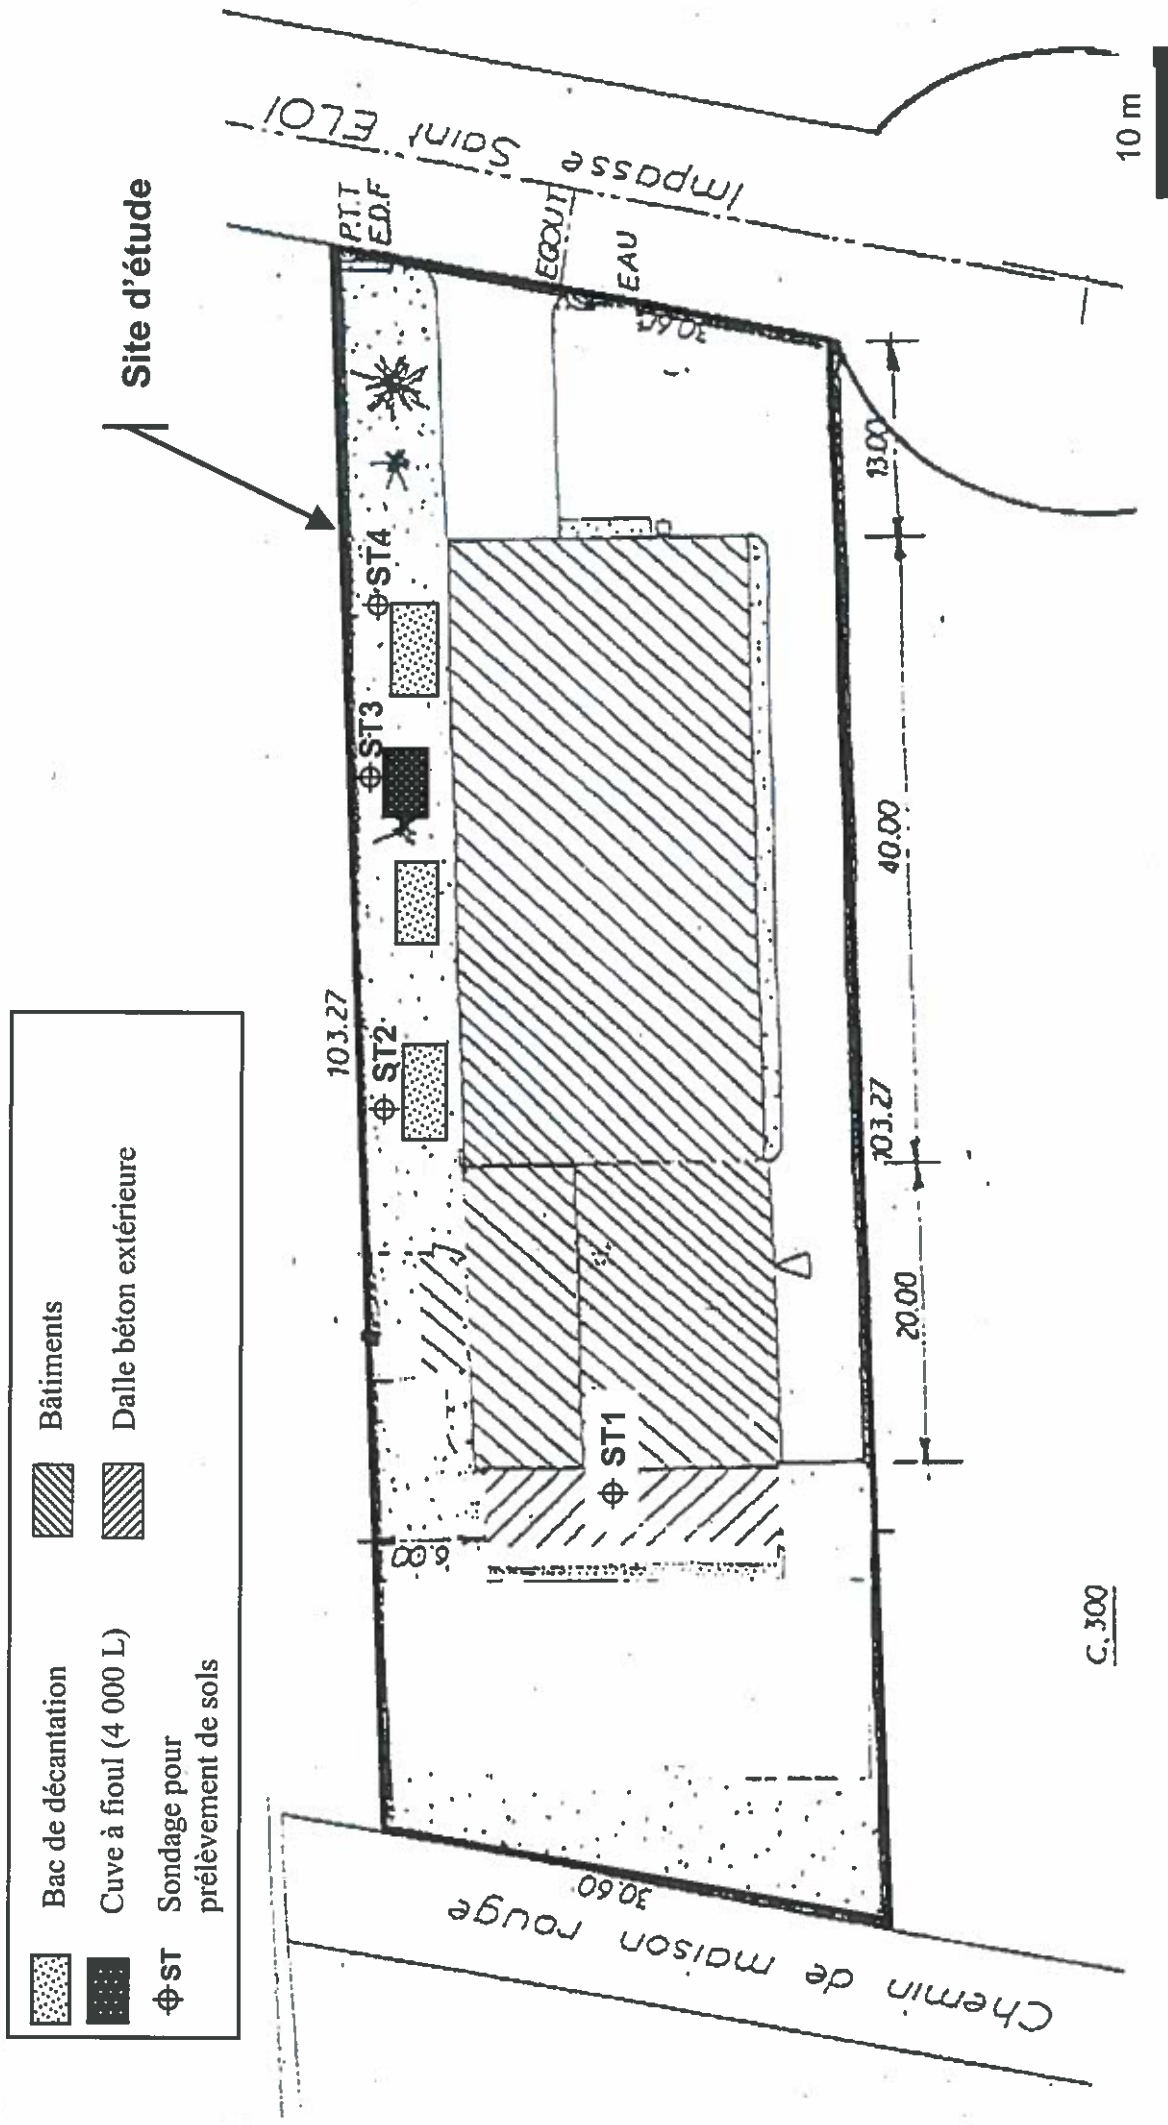 Bac de décantation
Cuve à fioul (4 000 L)
ST
Sondage pour
prélèvement de sols
Bâtiments
Dalle béton extérieure
Site d'étude
103.27
P.T.T
E.D.F
EGOUT
EAU
Impasse Saint ELOI
ST4
ST3
ST2
ST1
30.60
6.00
30.60
Chemin de maison rouge
20.00
103.27
40.00
13.00
C.300
10 m